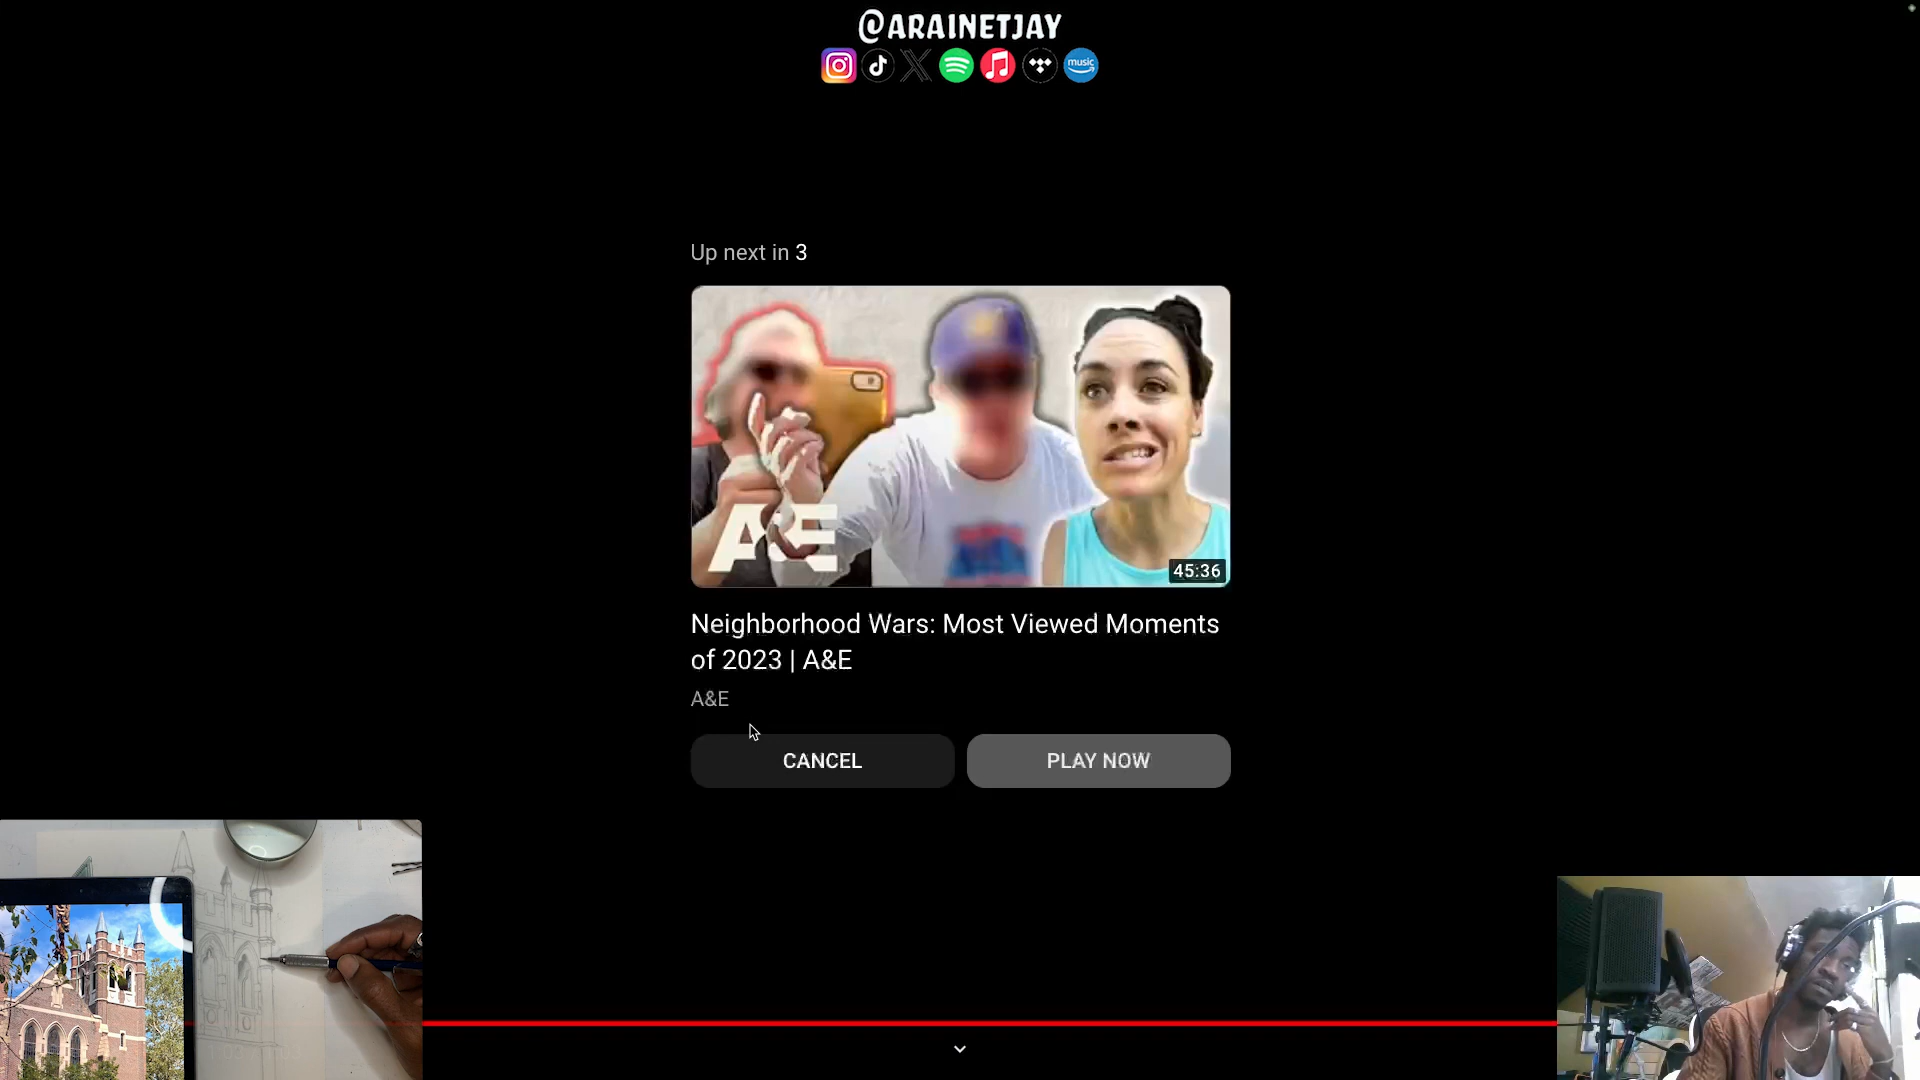 @ARAINETJAY
music
Up next in 3
A&E
45:36
Neighborhood Wars: Most Viewed Moments
of 2023 | A&E
A&E
CANCEL
PLAY NOW